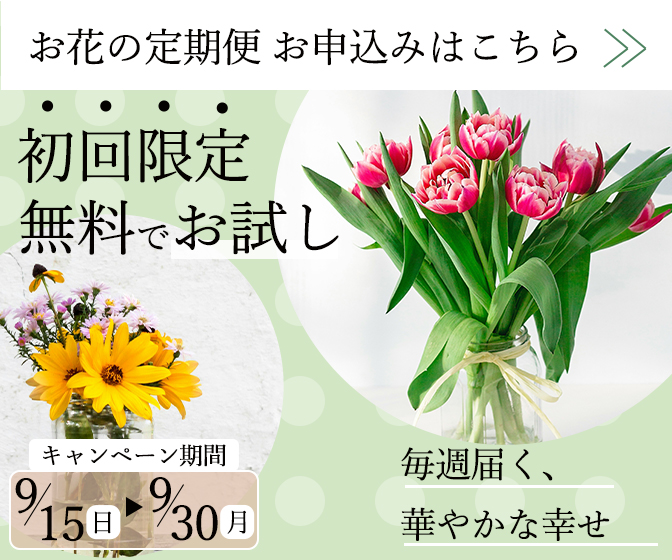 お花の定期便 お申込みはこちら
初回限定
無料でお試し
キャンペーン期間
9/15日 ▶ 9/30月
毎週届く、
華やかな幸せ